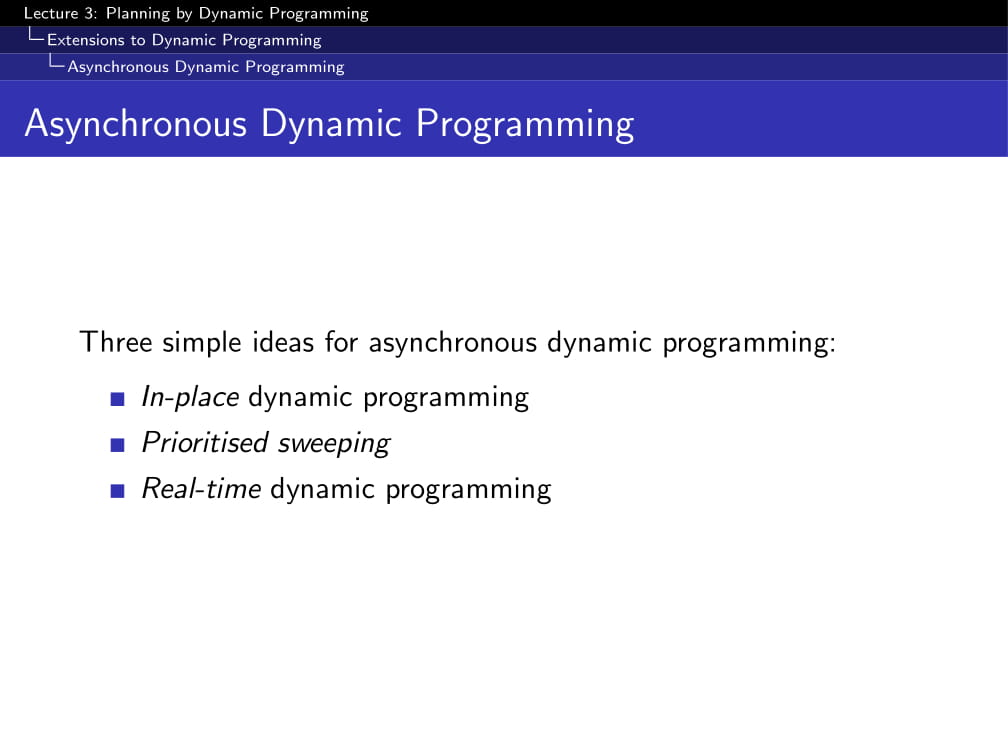 Lecture 3: Planning by Dynamic Programming
Extensions to Dynamic Programming
Asynchronous Dynamic Programming
Asynchronous Dynamic Programming
Three simple ideas for asynchronous dynamic programming:
In-place dynamic programming
Prioritised sweeping
Real-time dynamic programming